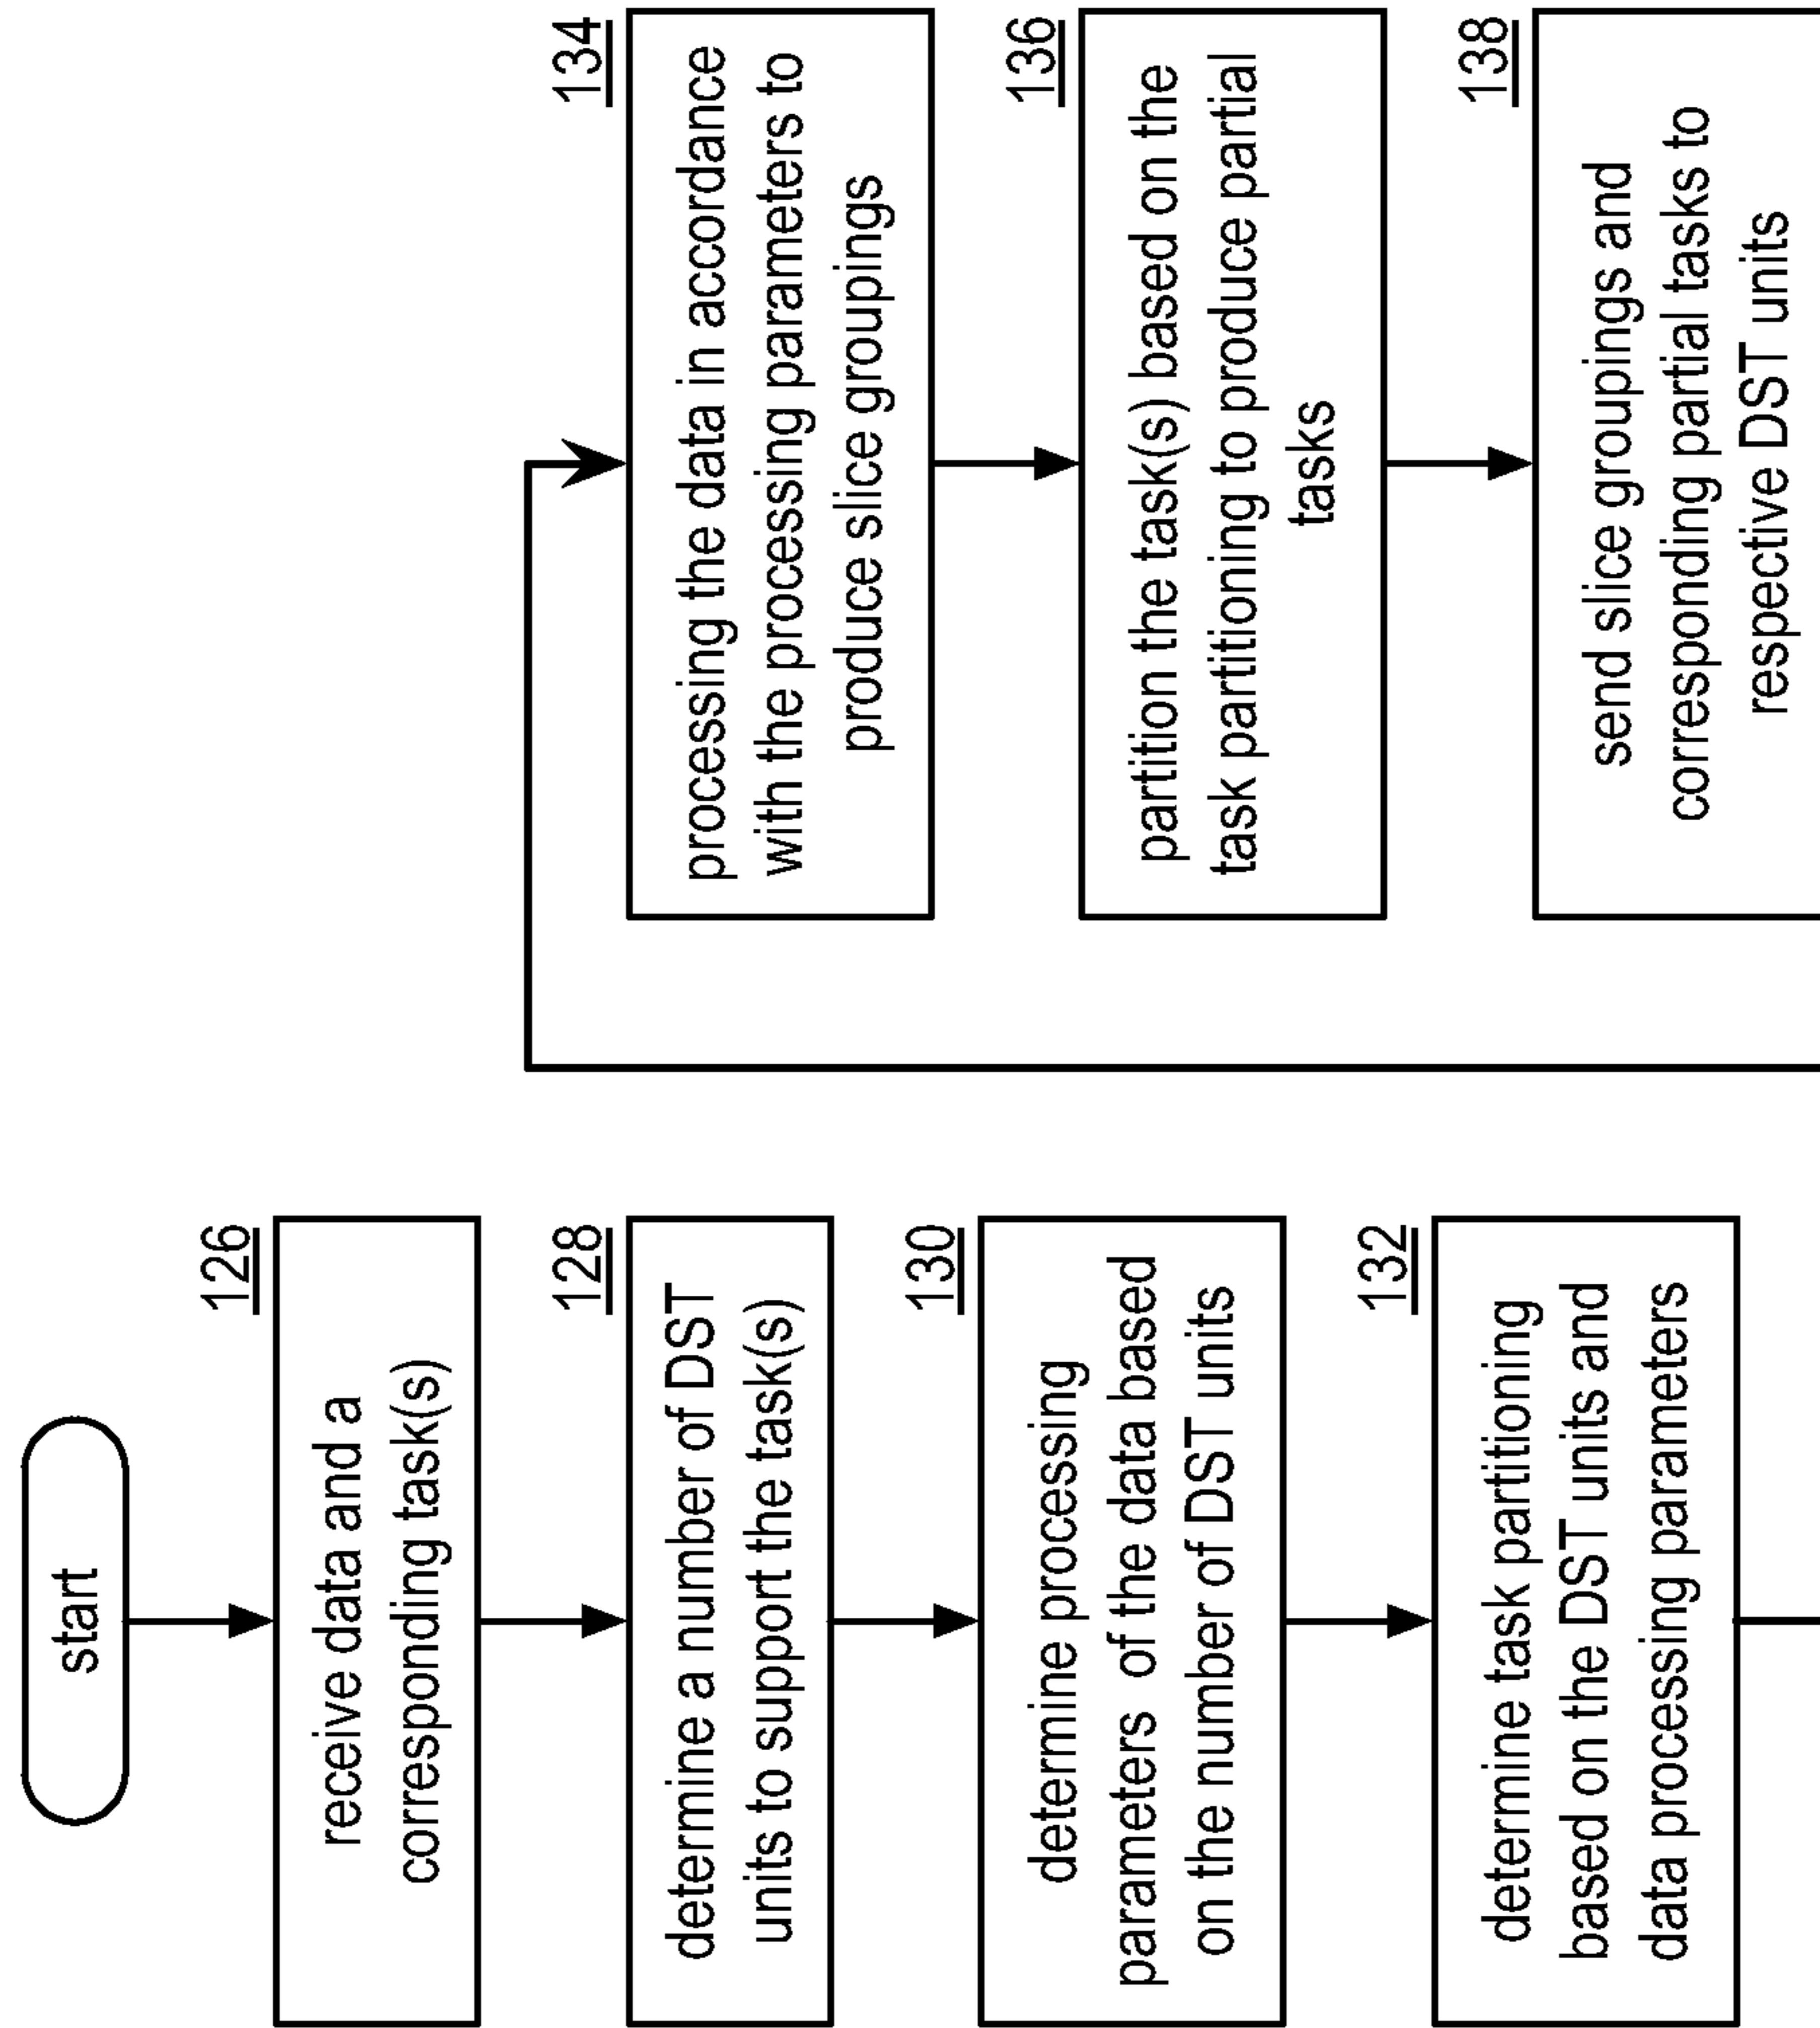 start
126
receive data and a
corresponding task(s)
128
determine a number of DST
units to support the task(s)
130
determine processing
parameters of the data based
on the number of DST units
132
determine task partitioning
based on the DST units and
data processing parameters
134
processing the data in accordance
with the processing parameters to
produce slice groupings
136
partition the task(s) based on the
task partitioning to produce partial
tasks
138
send slice groupings and
corresponding partial tasks to
respective DST units